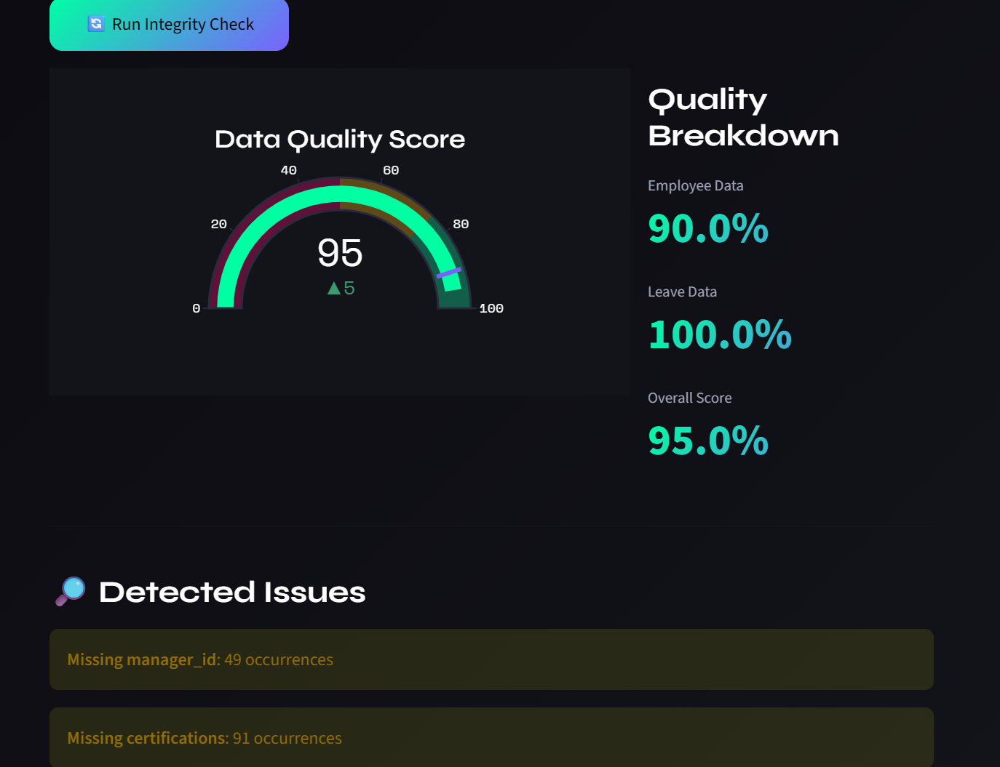 Run Integrity Check
Data Quality Score
40
60
20
80
95
▲5
0
100
Quality
Breakdown
Employee Data
90.0%
Leave Data
100.0%
Overall Score
95.0%
Detected Issues
Missing manager_id: 49 occurrences
Missing certifications: 91 occurrences